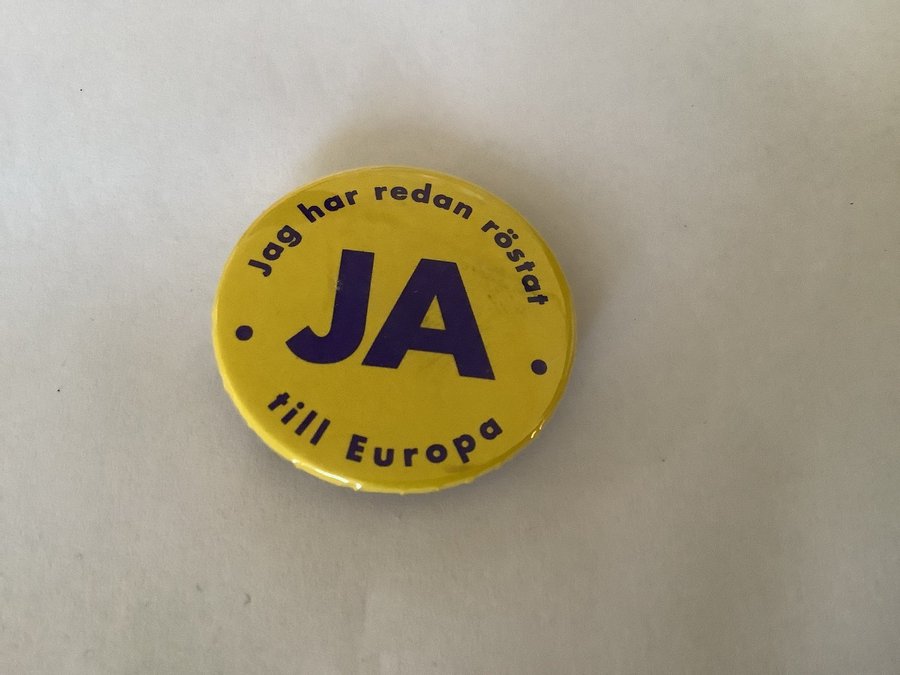 Jag har redan röstat
JA
till Europa